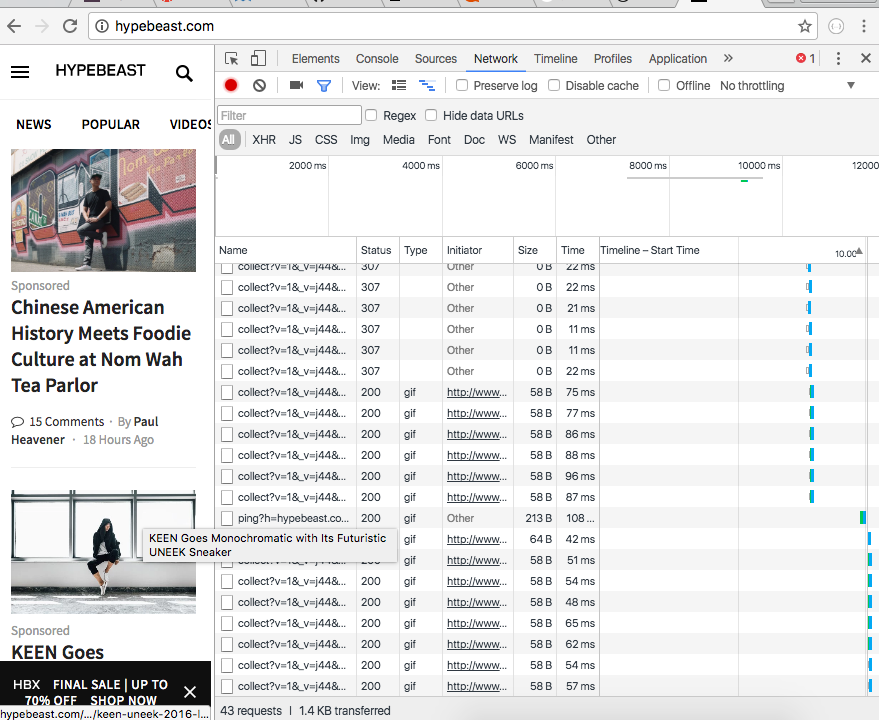 hypebeast.com
HYPEBEAST
NEWS POPULAR VIDEOS
Sponsored
Chinese American
History Meets Foodie
Culture at Nom Wah
Tea Parlor
15 Comments · By Paul
Heavener · 18 Hours Ago
KEEN Goes Monochromatic with Its Futuristic
UNEEK Sneaker
Sponsored
KEEN Goes
HBX FINAL SALE | UP TO
70% OFF SHOP NOW
hypebeast.com/.../keen-uneek-2016-l...
Elements Console Sources Network Timeline Profiles Application » 1
View: Preserve log Disable cache Offline No throttling
Filter Regex Hide data URLs
All XHR JS CSS Img Media Font Doc WS Manifest Other
2000 ms 4000 ms 6000 ms 8000 ms 10000 ms 12000
Name Status Type Initiator Size Time Timeline – Start Time 10.00
collect?v=1&_v=j44&... 307 Other 0 B 22 ms
collect?v=1&_v=j44&... 307 Other 0 B 22 ms
collect?v=1&_v=j44&... 307 Other 0 B 21 ms
collect?v=1&_v=j44&... 307 Other 0 B 11 ms
collect?v=1&_v=j44&... 307 Other 0 B 11 ms
collect?v=1&_v=j44&... 307 Other 0 B 22 ms
collect?v=1&_v=j44&... 200 gif http://www... 58 B 75 ms
collect?v=1&_v=j44&... 200 gif http://www... 58 B 77 ms
collect?v=1&_v=j44&... 200 gif http://www... 58 B 86 ms
collect?v=1&_v=j44&... 200 gif http://www... 58 B 88 ms
collect?v=1&_v=j44&... 200 gif http://www... 58 B 96 ms
collect?v=1&_v=j44&... 200 gif http://www... 58 B 87 ms
ping?h=hypebeast.co... 200 gif Other 213 B 108 ...
gif http://www... 64 B 42 ms
collect?v=1&_v=j44&... 200 gif http://www... 58 B 51 ms
collect?v=1&_v=j44&... 200 gif http://www... 58 B 54 ms
collect?v=1&_v=j44&... 200 gif http://www... 58 B 48 ms
collect?v=1&_v=j44&... 200 gif http://www... 58 B 65 ms
collect?v=1&_v=j44&... 200 gif http://www... 58 B 62 ms
collect?v=1&_v=j44&... 200 gif http://www... 58 B 54 ms
collect?v=1&_v=j44&... 200 gif http://www... 58 B 57 ms
43 requests | 1.4 KB transferred